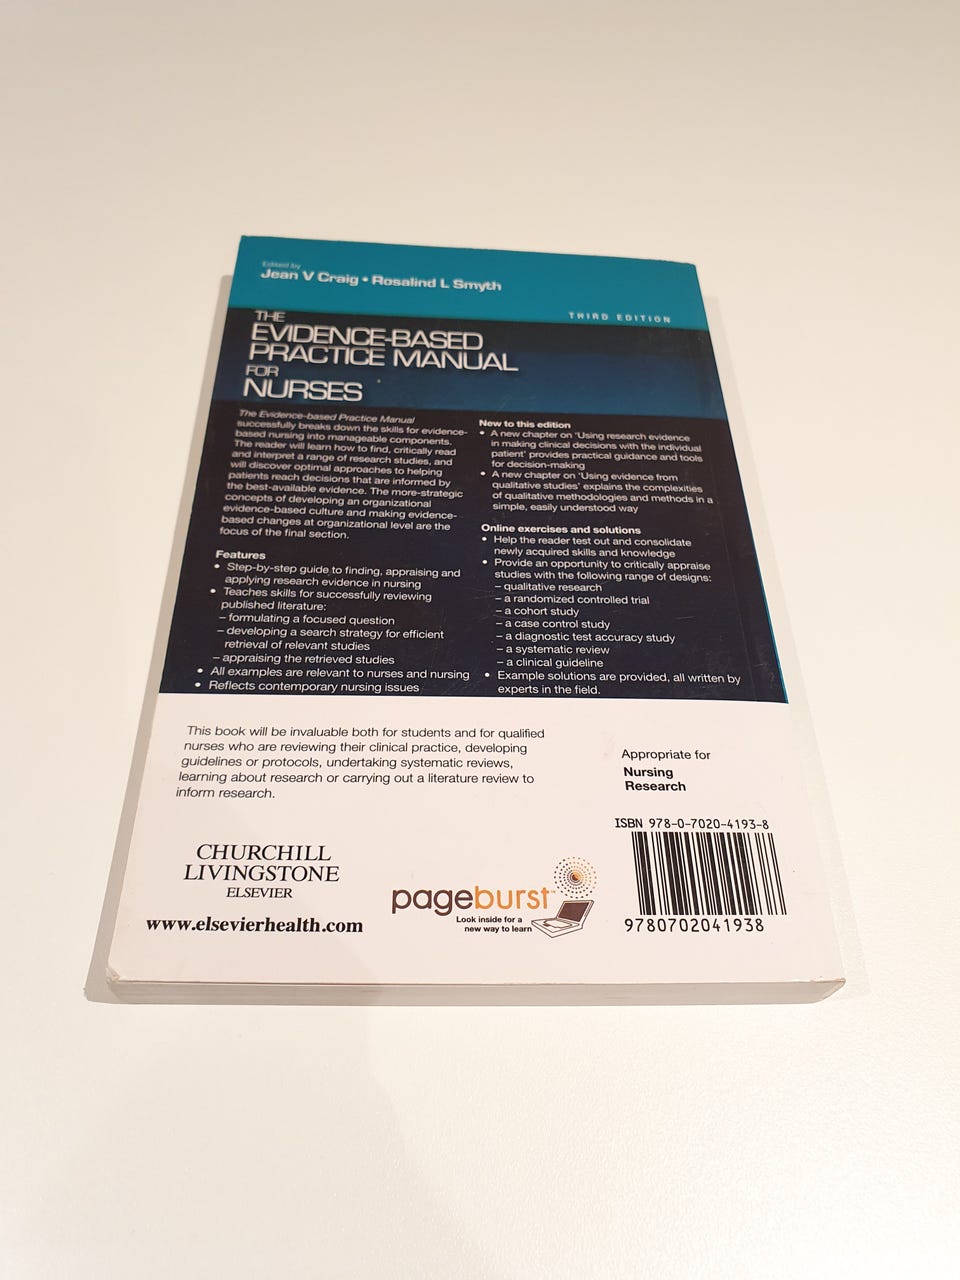 Edited by
Jean V Craig • Rosalind L Smyth
THIRD EDITION
THE
EVIDENCE-BASED
PRACTICE MANUAL
FOR
NURSES
The Evidence-based Practice Manual
successfully breaks down the skills for evidence-
based nursing into manageable components.
The reader will learn how to find, critically read
and interpret a range of research studies, and
will discover optimal approaches to helping
patients reach decisions that are informed by
the best-available evidence. The more-strategic
concepts of developing an organizational
evidence-based culture and making evidence-
based changes at organizational level are the
focus of the final section.
Features
• Step-by-step guide to finding, appraising and
applying research evidence in nursing
• Teaches skills for successfully reviewing
published literature:
– formulating a focused question
– developing a search strategy for efficient
retrieval of relevant studies
– appraising the retrieved studies
• All examples are relevant to nurses and nursing
• Reflects contemporary nursing issues
New to this edition
• A new chapter on 'Using research evidence
in making clinical decisions with the individual
patient' provides practical guidance and tools
for decision-making
• A new chapter on 'Using evidence from
qualitative studies' explains the complexities
of qualitative methodologies and methods in a
simple, easily understood way
Online exercises and solutions
• Help the reader test out and consolidate
newly acquired skills and knowledge
• Provide an opportunity to critically appraise
studies with the following range of designs:
– qualitative research
– a randomized controlled trial
– a cohort study
– a case control study
– a diagnostic test accuracy study
– a systematic review
– a clinical guideline
• Example solutions are provided, all written by
experts in the field.
This book will be invaluable both for students and for qualified
nurses who are reviewing their clinical practice, developing
guidelines or protocols, undertaking systematic reviews,
learning about research or carrying out a literature review to
inform research.
Appropriate for
Nursing
Research
ISBN 978-0-7020-4193-8
9780702041938
CHURCHILL
LIVINGSTONE
ELSEVIER
www.elsevierhealth.com
pageburst™
Look inside for a
new way to learn